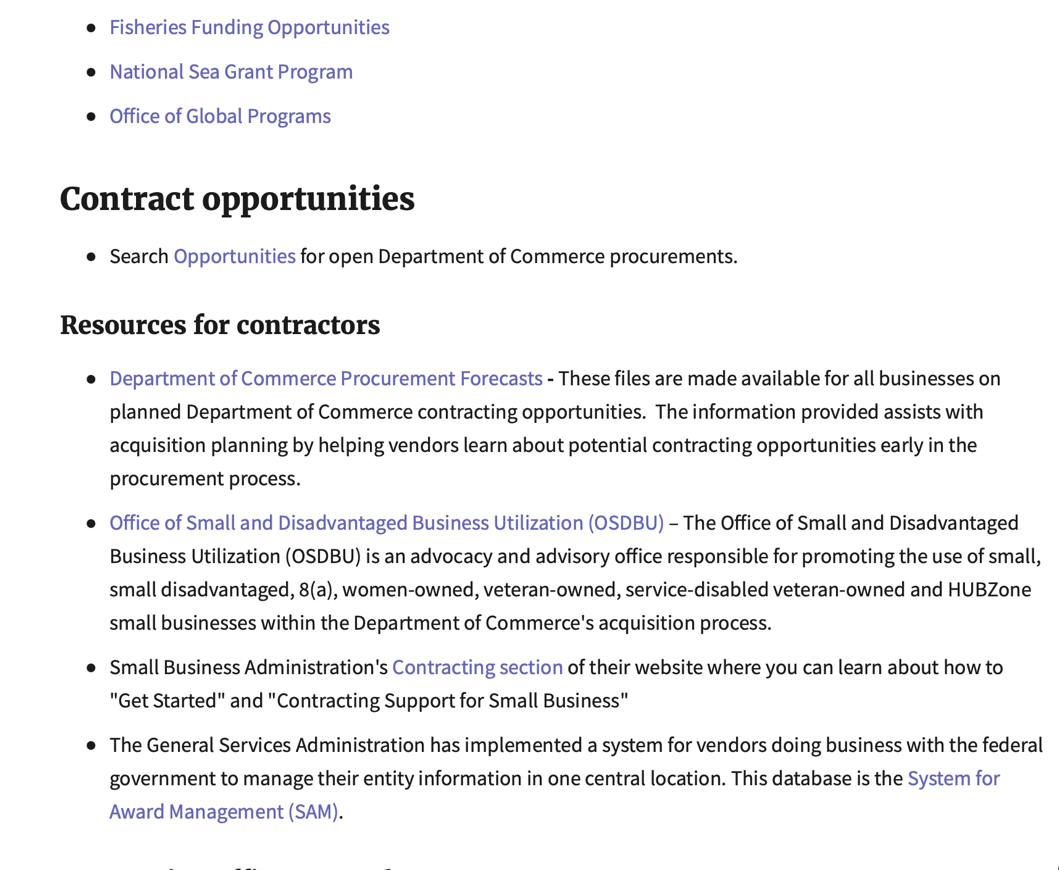 Fisheries Funding Opportunities
National Sea Grant Program
Office of Global Programs
Contract opportunities
Search Opportunities for open Department of Commerce procurements.
Resources for contractors
Department of Commerce Procurement Forecasts - These files are made available for all businesses on
planned Department of Commerce contracting opportunities.  The information provided assists with
acquisition planning by helping vendors learn about potential contracting opportunities early in the
procurement process.
Office of Small and Disadvantaged Business Utilization (OSDBU) – The Office of Small and Disadvantaged
Business Utilization (OSDBU) is an advocacy and advisory office responsible for promoting the use of small,
small disadvantaged, 8(a), women-owned, veteran-owned, service-disabled veteran-owned and HUBZone
small businesses within the Department of Commerce's acquisition process.
Small Business Administration's Contracting section of their website where you can learn about how to
"Get Started" and "Contracting Support for Small Business"
The General Services Administration has implemented a system for vendors doing business with the federal
government to manage their entity information in one central location. This database is the System for
Award Management (SAM).